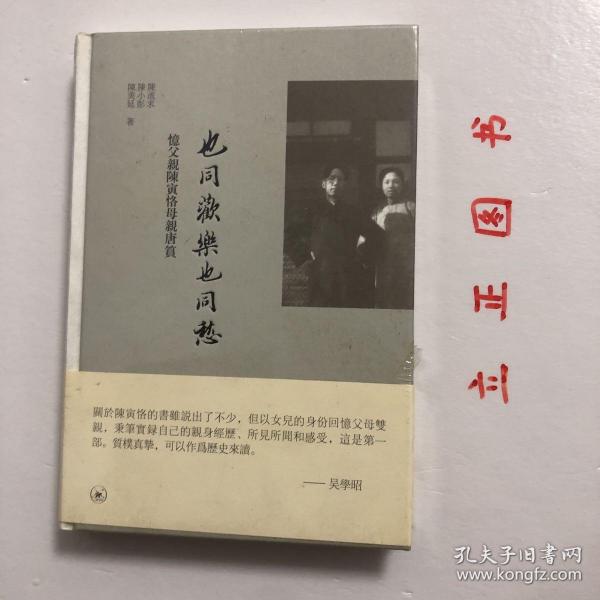 陳流求
陳小彭
陳美延 著
也同歡樂也同愁
憶父親陳寅恪母親唐篔
關於陳寅恪的書雖説出了不少，但以女兒的身份回憶父母雙
親，秉筆實録自己的親身經歷、所見所聞和感受，這是第一
部。質樸真摯，可以作爲歷史來讀。
——吴學昭
立正图书
孔夫子旧书网
www.kongfz.com